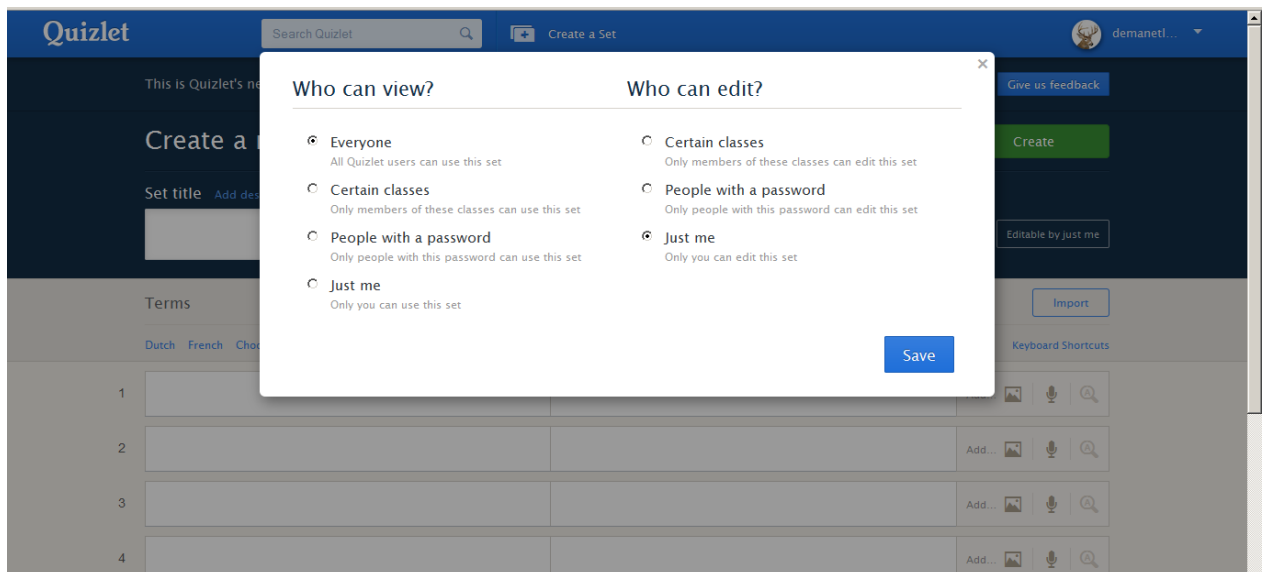 Quizlet
Search Quizlet
Create a Set
demanetl...
This is Quizlet's ne
Give us feedback
Create a
Create
Set title Add des
Editable by just me
Who can view?
Everyone
All Quizlet users can use this set
Certain classes
Only members of these classes can use this set
People with a password
Only people with this password can use this set
Just me
Only you can use this set
Who can edit?
Certain classes
Only members of these classes can edit this set
People with a password
Only people with this password can edit this set
Just me
Only you can edit this set
Save
Terms
Import
Dutch French Choo
Keyboard Shortcuts
1
2
Add...
3
Add...
4
Add...